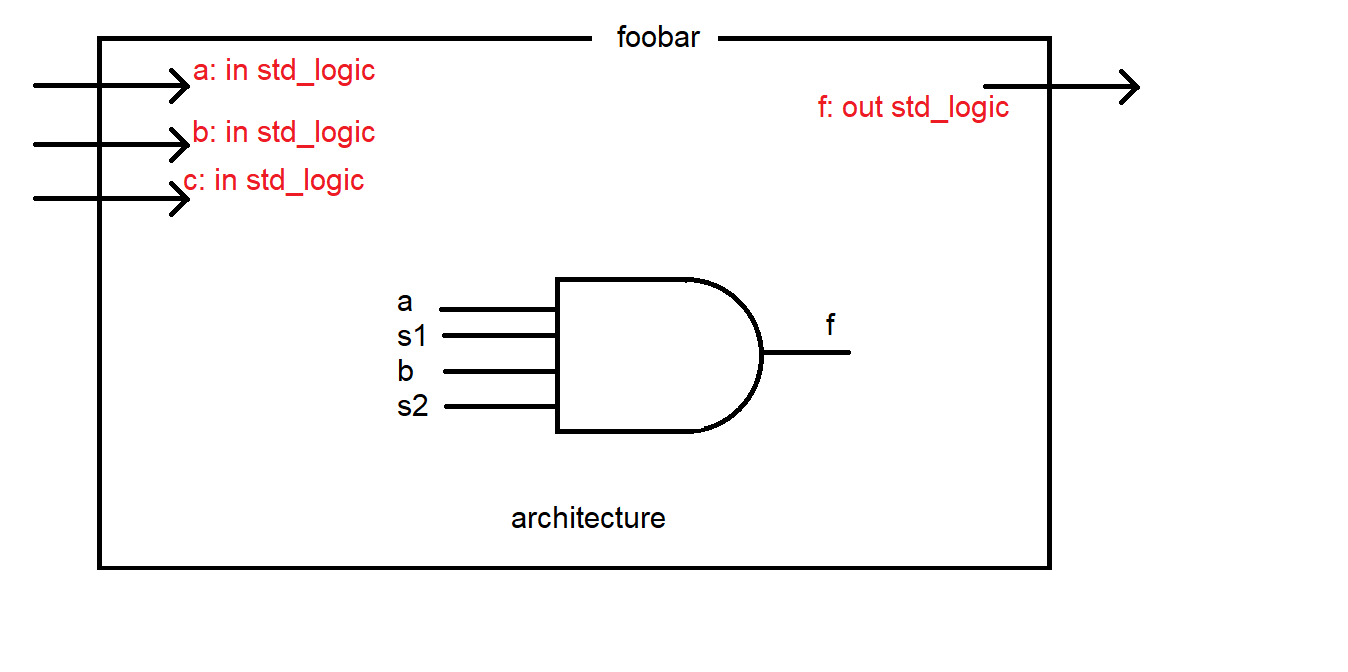 foobar
a: in std_logic
b: in std_logic
c: in std_logic
f: out std_logic
a
s1
b
s2
f
architecture